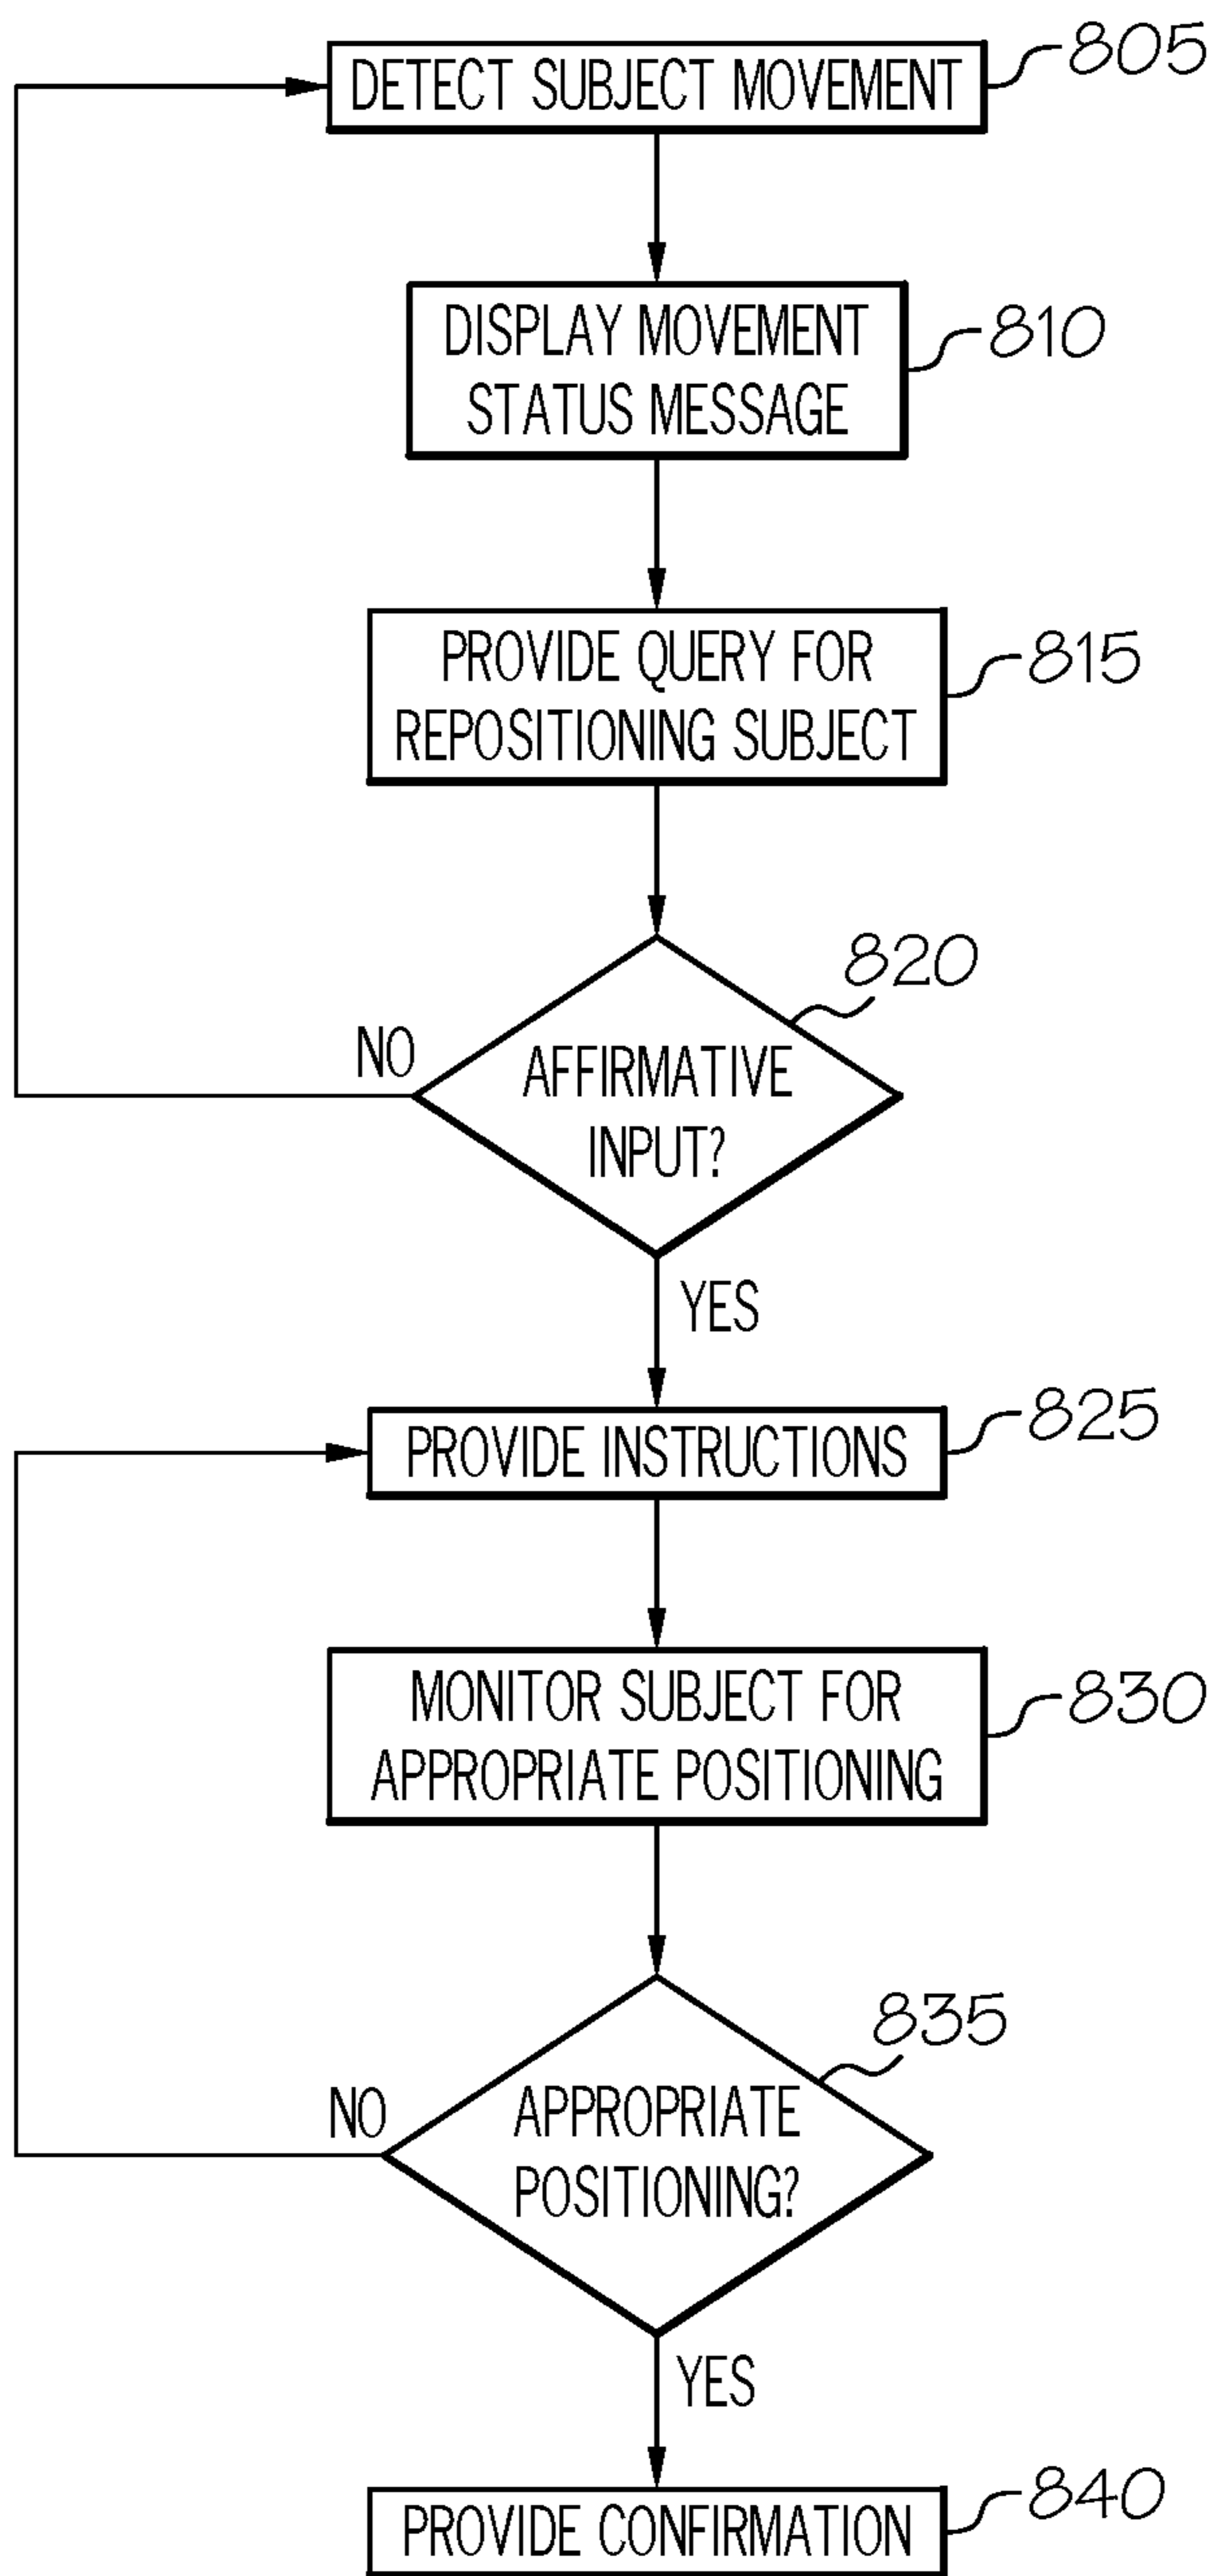 DETECT SUBJECT MOVEMENT
805
DISPLAY MOVEMENT
STATUS MESSAGE
810
PROVIDE QUERY FOR
REPOSITIONING SUBJECT
815
820
NO
AFFIRMATIVE
INPUT?
YES
PROVIDE INSTRUCTIONS
825
MONITOR SUBJECT FOR
APPROPRIATE POSITIONING
830
835
NO
APPROPRIATE
POSITIONING?
YES
PROVIDE CONFIRMATION
840